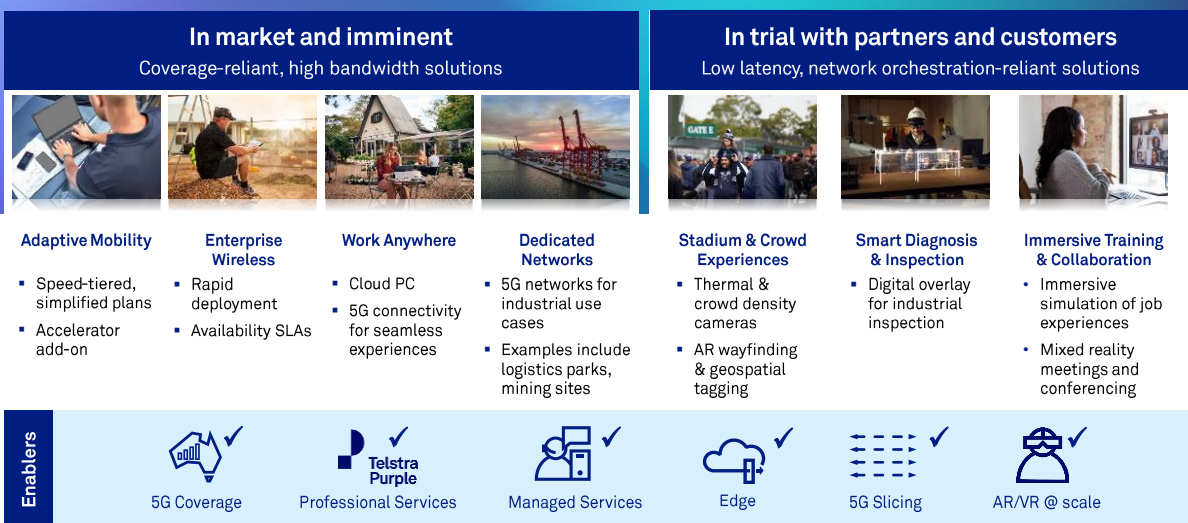 In market and imminent
Coverage-reliant, high bandwidth solutions
In trial with partners and customers
Low latency, network orchestration-reliant solutions
GATE E
Adaptive Mobility
▪ Speed-tiered,
simplified plans
▪ Accelerator
add-on
Enterprise
Wireless
▪ Rapid
deployment
▪ Availability SLAs
Work Anywhere
▪ Cloud PC
▪ 5G connectivity
for seamless
experiences
Dedicated
Networks
▪ 5G networks for
industrial use
cases
▪ Examples include
logistics parks,
mining sites
Stadium & Crowd
Experiences
▪ Thermal &
crowd density
cameras
▪ AR wayfinding
& geospatial
tagging
Smart Diagnosis
& Inspection
▪ Digital overlay
for industrial
inspection
Immersive Training
& Collaboration
• Immersive
simulation of job
experiences
• Mixed reality
meetings and
conferencing
Enablers
5G Coverage
Telstra
Purple
Professional Services
Managed Services
Edge
5G Slicing
AR/VR @ scale